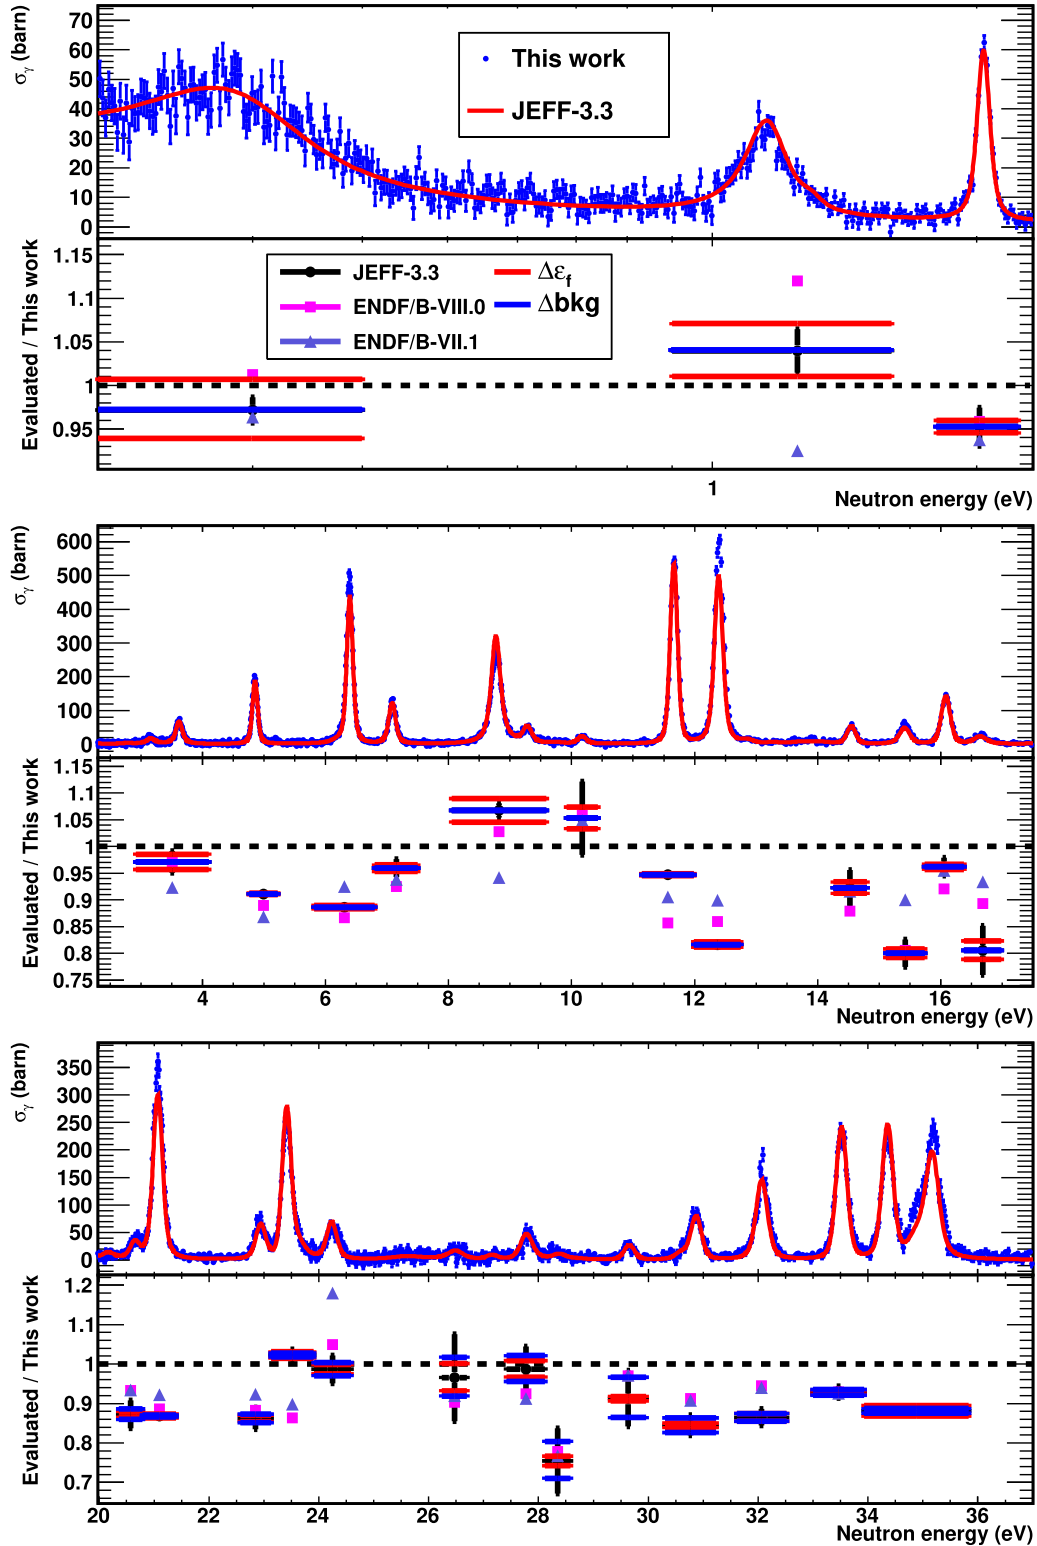 σγ (barn)
70
60
50
40
30
20
10
0
This work
JEFF-3.3
Evaluated / This work
1.15
1.1
1.05
1
0.95
JEFF-3.3
ENDF/B-VIII.0
ENDF/B-VII.1
Δεf
Δbkg
1
Neutron energy (eV)
σγ (barn)
600
500
400
300
200
100
0
Evaluated / This work
1.15
1.1
1.05
1
0.95
0.9
0.85
0.8
0.75
4 6 8 10 12 14 16
Neutron energy (eV)
σγ (barn)
350
300
250
200
150
100
50
0
Evaluated / This work
1.2
1.1
1
0.9
0.8
0.7
20 22 24 26 28 30 32 34 36
Neutron energy (eV)